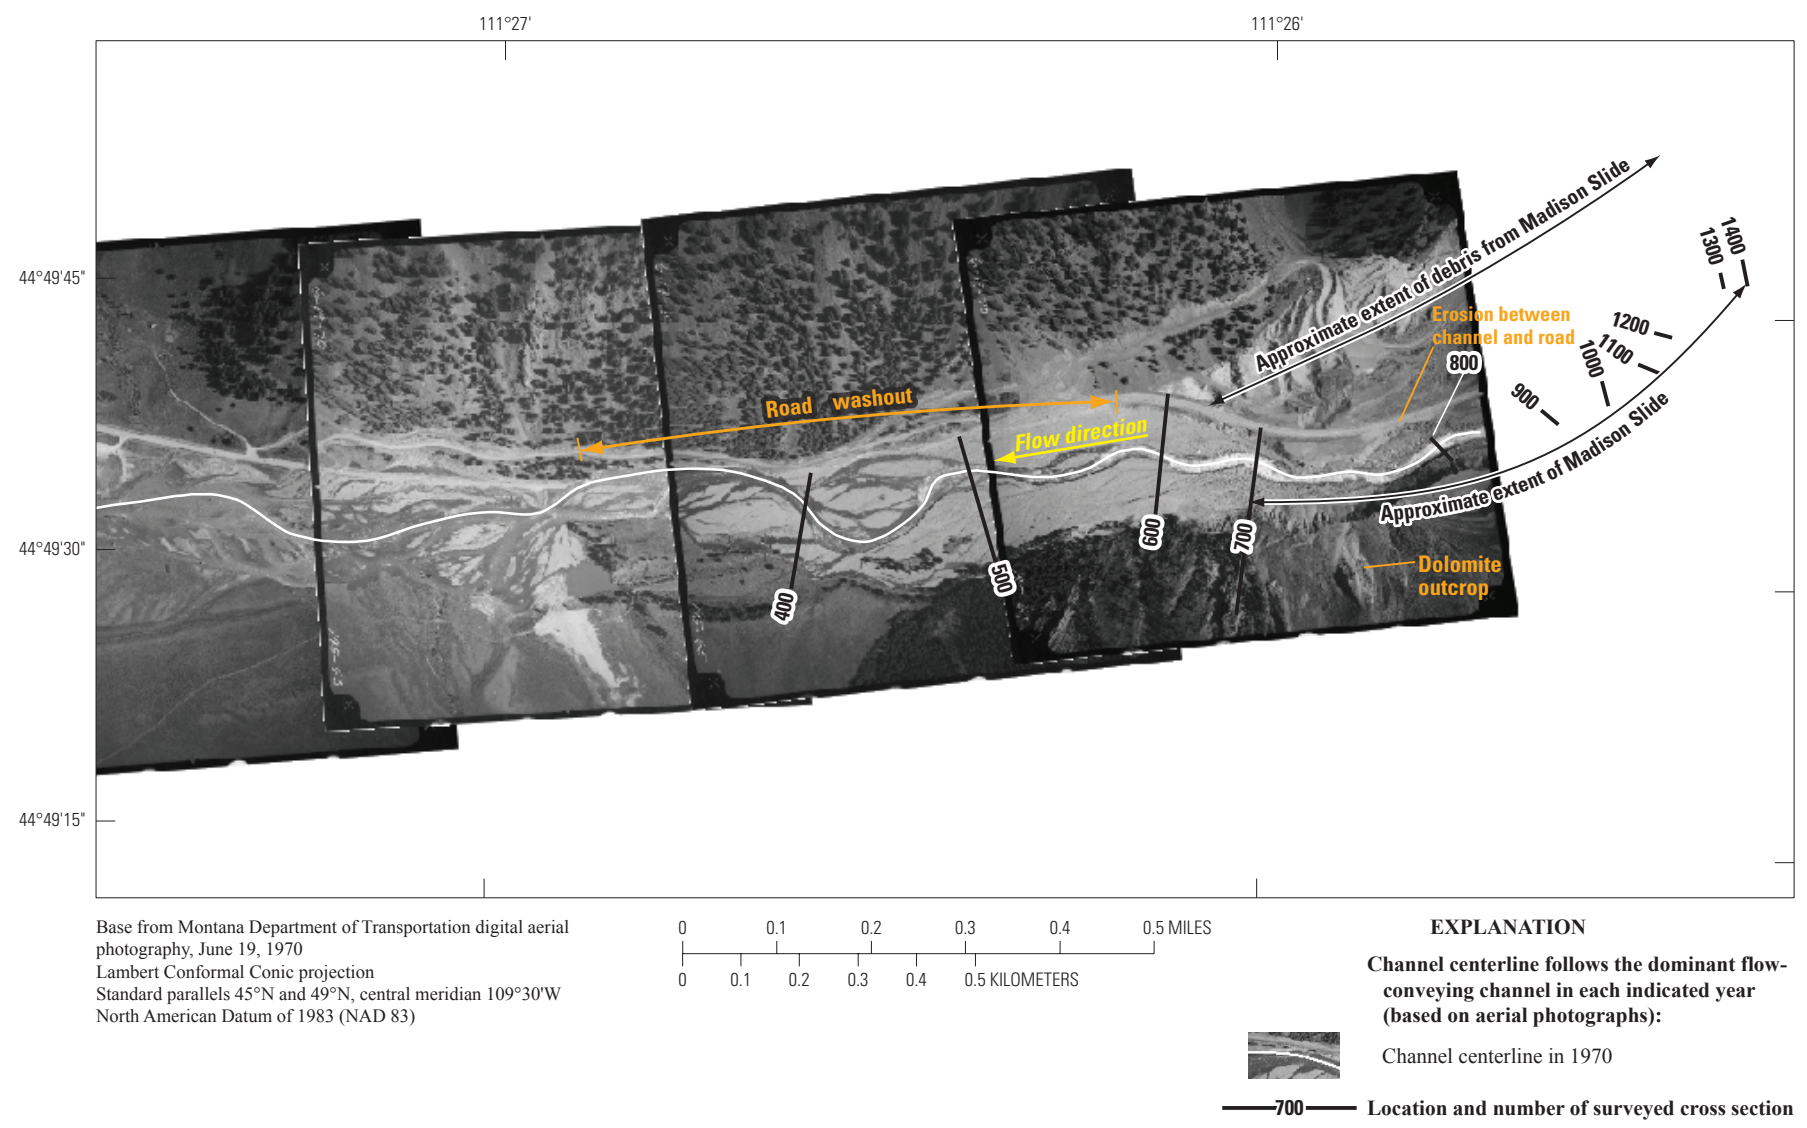 111°27'
111°26'
44°49'45"
44°49'30"
44°49'15"
Approximate extent of debris from Madison Slide
1400
1300
1200
1100
1000
900
Erosion between
channel and road
800
Approximate extent of Madison Slide
Road washout
Flow direction
400
500
600
700
Dolomite
outcrop
Base from Montana Department of Transportation digital aerial
photography, June 19, 1970
Lambert Conformal Conic projection
Standard parallels 45°N and 49°N, central meridian 109°30'W
North American Datum of 1983 (NAD 83)
0 0.1 0.2 0.3 0.4 0.5 MILES
0 0.1 0.2 0.3 0.4 0.5 KILOMETERS
EXPLANATION
Channel centerline follows the dominant flow-
conveying channel in each indicated year
(based on aerial photographs):
Channel centerline in 1970
700 Location and number of surveyed cross section